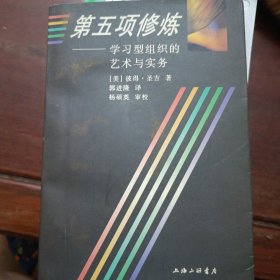 第五项修炼
——学习型组织的
艺术与实务
[美] 彼得·圣吉 著
郭进隆 译
杨硕英 审校
上海三联书店